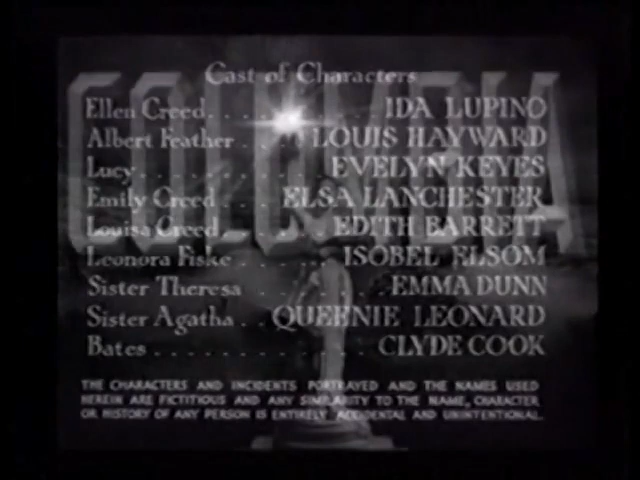 COLUMBIA
Cast of Characters
Ellen Creed. . . . . . . . . . . IDA LUPINO
Albert Feather . . . . LOUIS HAYWARD
Lucy. . . . . . . . . . . EVELYN KEYES
Emily Creed . . . . ELSA LANCHESTER
Louisa Creed. . . . . . . EDITH BARRETT
Leonora Fiske. . . . . . ISOBEL ELSOM
Sister Theresa . . . . . . . EMMA DUNN
Sister Agatha. . QUEENIE LEONARD
Bates. . . . . . . . . . . . . CLYDE COOK
THE CHARACTERS AND INCIDENTS PORTRAYED AND THE NAMES USED
HEREIN ARE FICTITIOUS AND ANY SIMILARITY TO THE NAME, CHARACTER
OR HISTORY OF ANY PERSON IS ENTIRELY ACCIDENTAL AND UNINTENTIONAL.